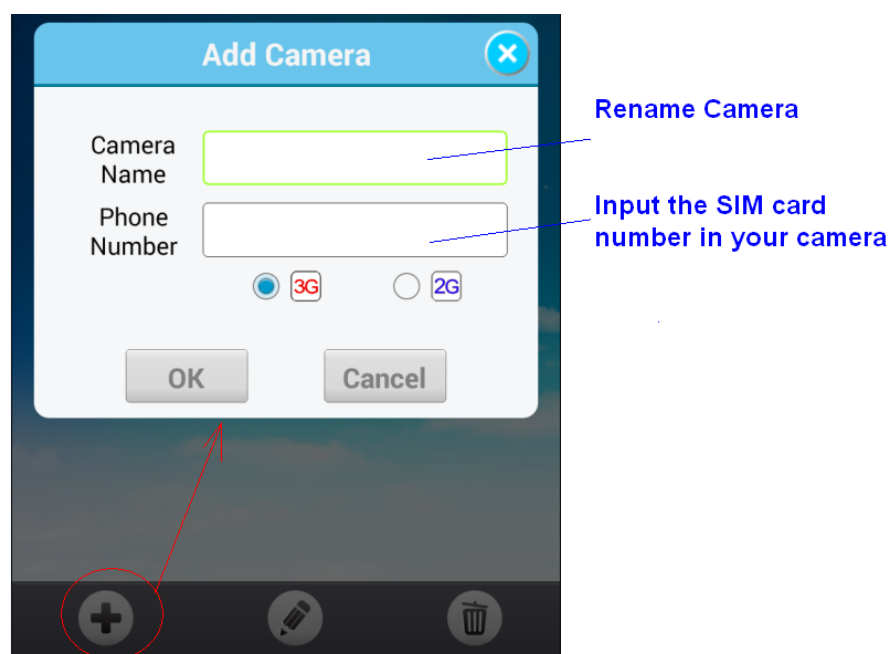 Add Camera
Rename Camera
Camera
Name
Input the SIM card
number in your camera
Phone
Number
3G
2G
OK
Cancel